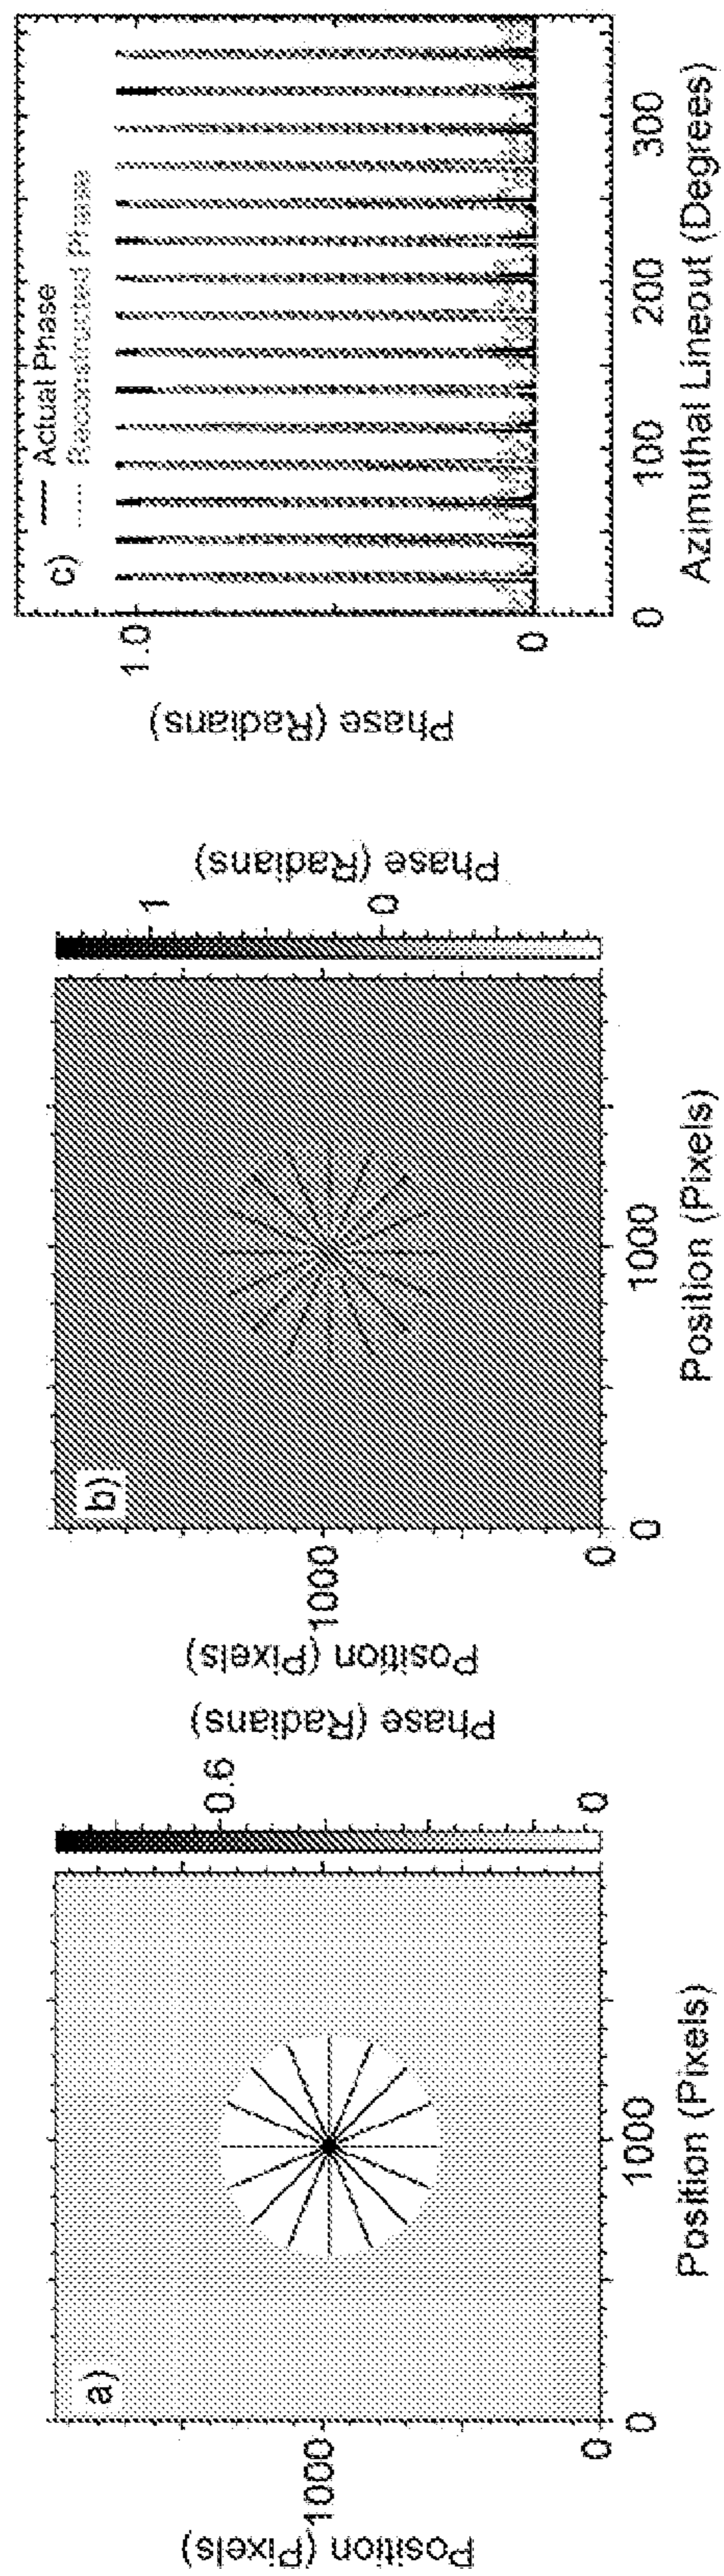 a)
Position (Pixels)
1000
0
0
1000
Position (Pixels)
0.6
0
Phase (Radians)
b)
Position (Pixels)
1000
0
0
1000
Position (Pixels)
1
0
Phase (Radians)
c)
Actual Phase
Reconstructed Phase
Phase (Radians)
1.0
0
0
100
200
300
Azimuthal Lineout (Degrees)